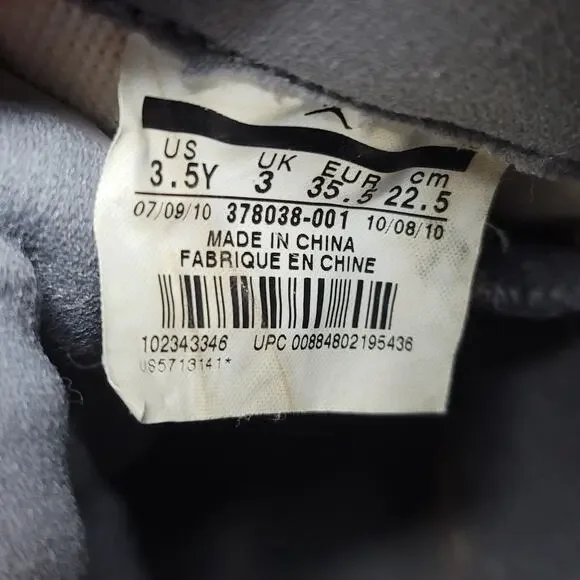 US UK EUR cm
3.5Y 3 35.5 22.5
07/09/10 378038-001 10/08/10
MADE IN CHINA
FABRIQUE EN CHINE
102343346 UPC 00884802195436
US5713141*